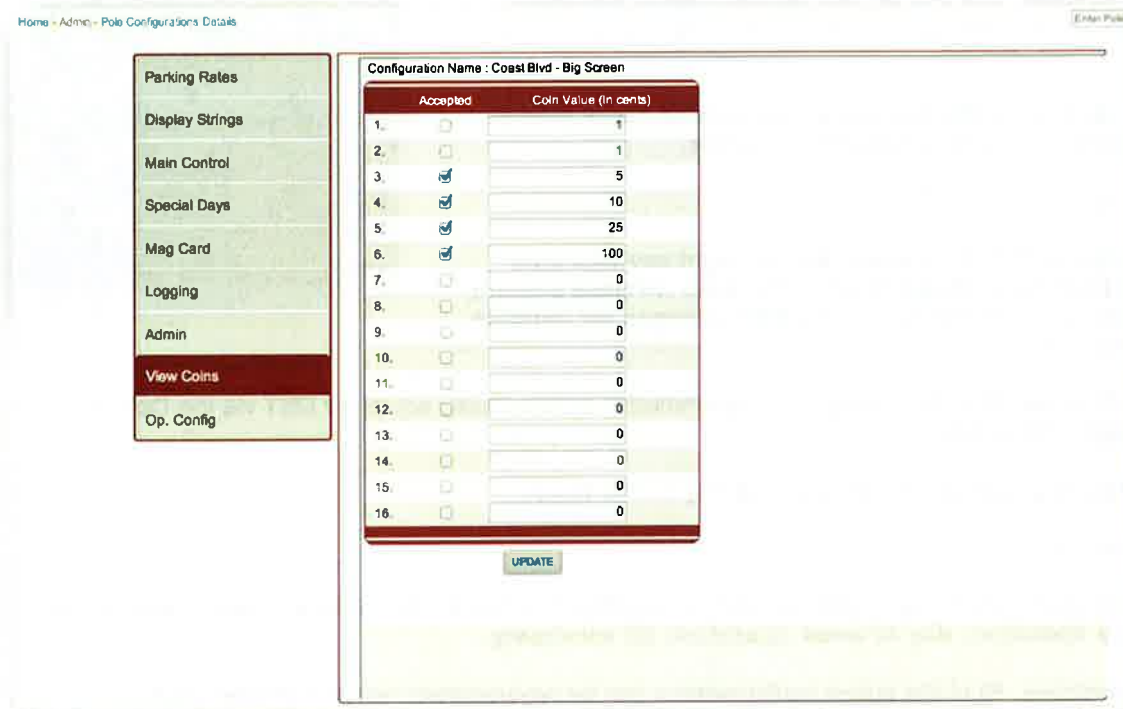 Home - Admin - Polo Configurations Details
Enter Pole
Parking Rates
Display Strings
Main Control
Special Days
Mag Card
Logging
Admin
View Coins
Op. Config
Configuration Name : Coast Blvd - Big Screen
Accepted Coin Value (in cents)
1. 1
2. 1
3. 5
4. 10
5. 25
6. 100
7. 0
8. 0
9. 0
10. 0
11. 0
12. 0
13. 0
14. 0
15. 0
16. 0
UPDATE